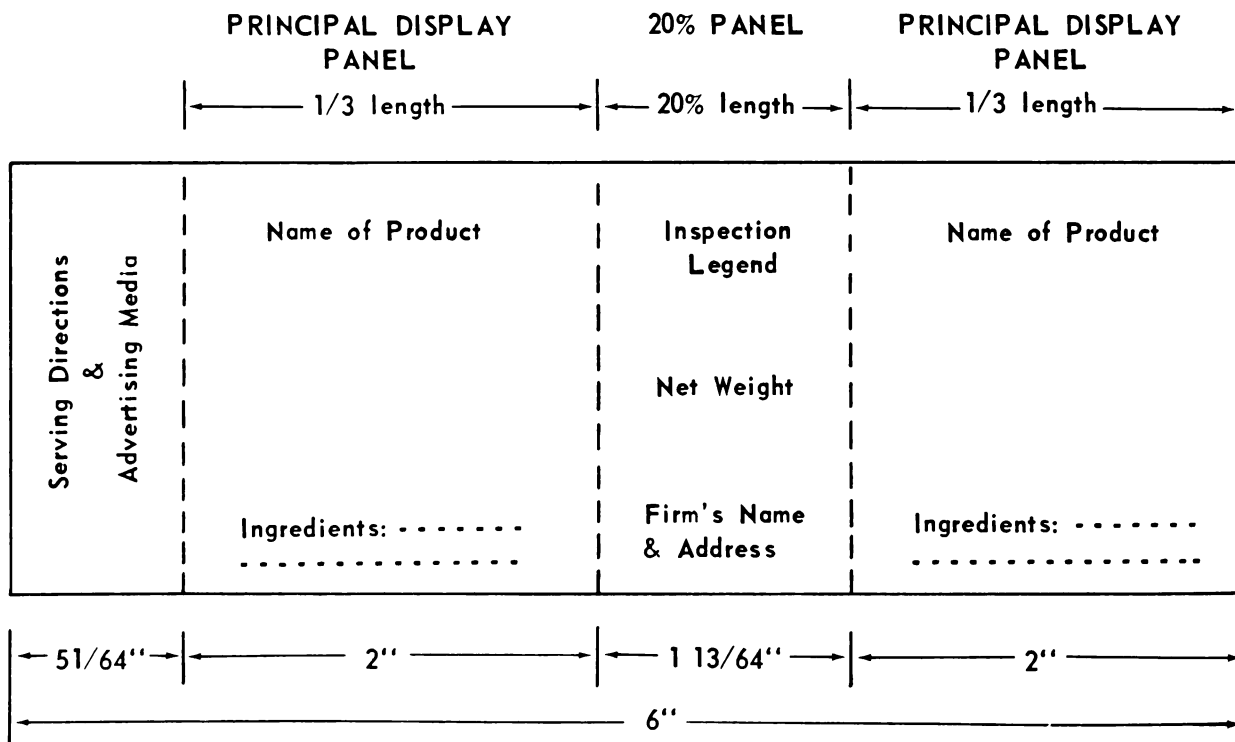 PRINCIPAL DISPLAY
PANEL
20% PANEL
PRINCIPAL DISPLAY
PANEL
1/3 length
20% length
1/3 length
Serving Directions
&
Advertising Media
Name of Product
Ingredients: - - - - - - -
- - - - - - - - - - - - - - -
Inspection
Legend
Net Weight
Firm's Name
& Address
Name of Product
Ingredients: - - - - - - -
- - - - - - - - - - - - - - - -
51/64"
2"
1 13/64"
2"
6"